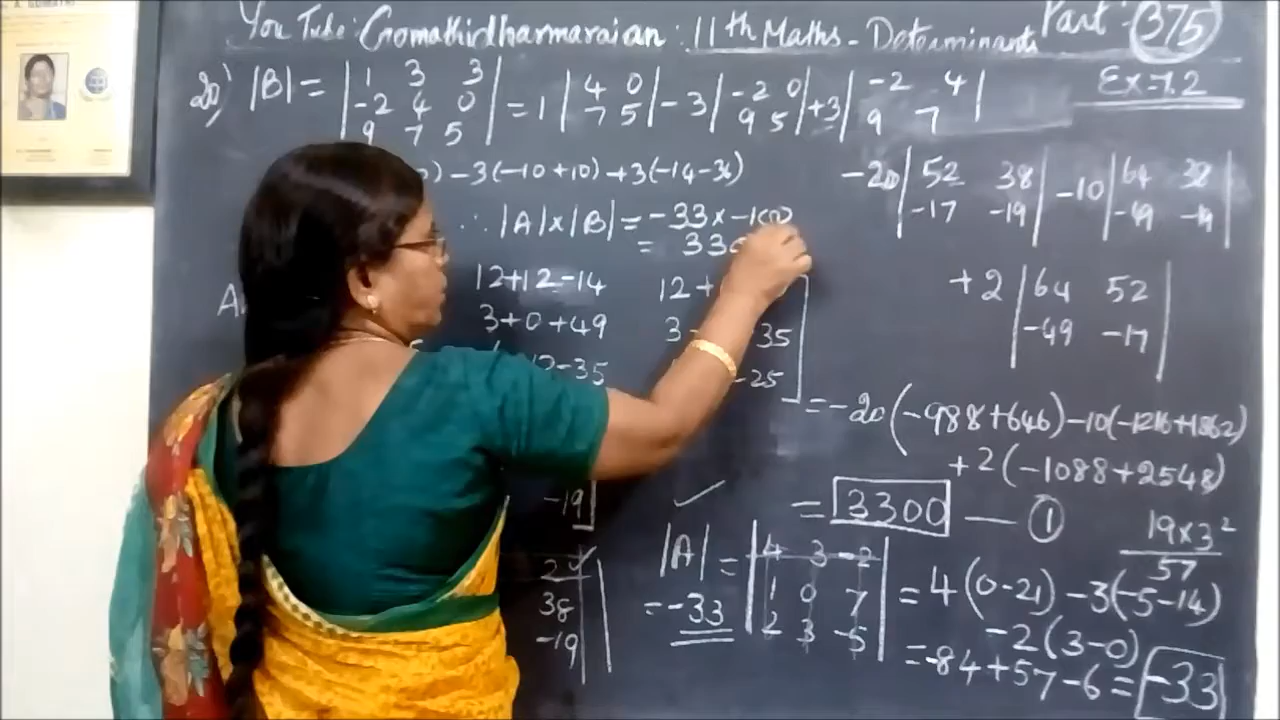 YouTube: Gomathidharmaraian: 11th Maths - Determinants Part: 375
Ex-7.2
20) |B| = | 1 3 3 | = 1 | 4 0 | - 3 | -2 0 | + 3 | -2 4 |
| -2 4 0 | | 7 5 | | 9 5 | | 9 7 |
| 9 7 5 |
-3(-10+10) +3(-14-36)
∴ |A|x|B| = -33 x -100
= 330
12+12-14 12+
3+0+49 3 35
12-35 -25
-19
2
38
-19
-20 | 52 38 | -10 | 64 38 |
| -17 -19 | | -49 -19 |
+2 | 64 52 |
| -49 -17 |
= -20(-988+646) -10(-1216+1862)
+2(-1088+2548)
= 3300 — 1
19x3²
57
|A| = | 4 3 -2 | = 4(0-21) -3(-5-14)
| 1 0 7 | -2(3-0)
| 2 3 -5 | = -84+57-6 = -33
= -33